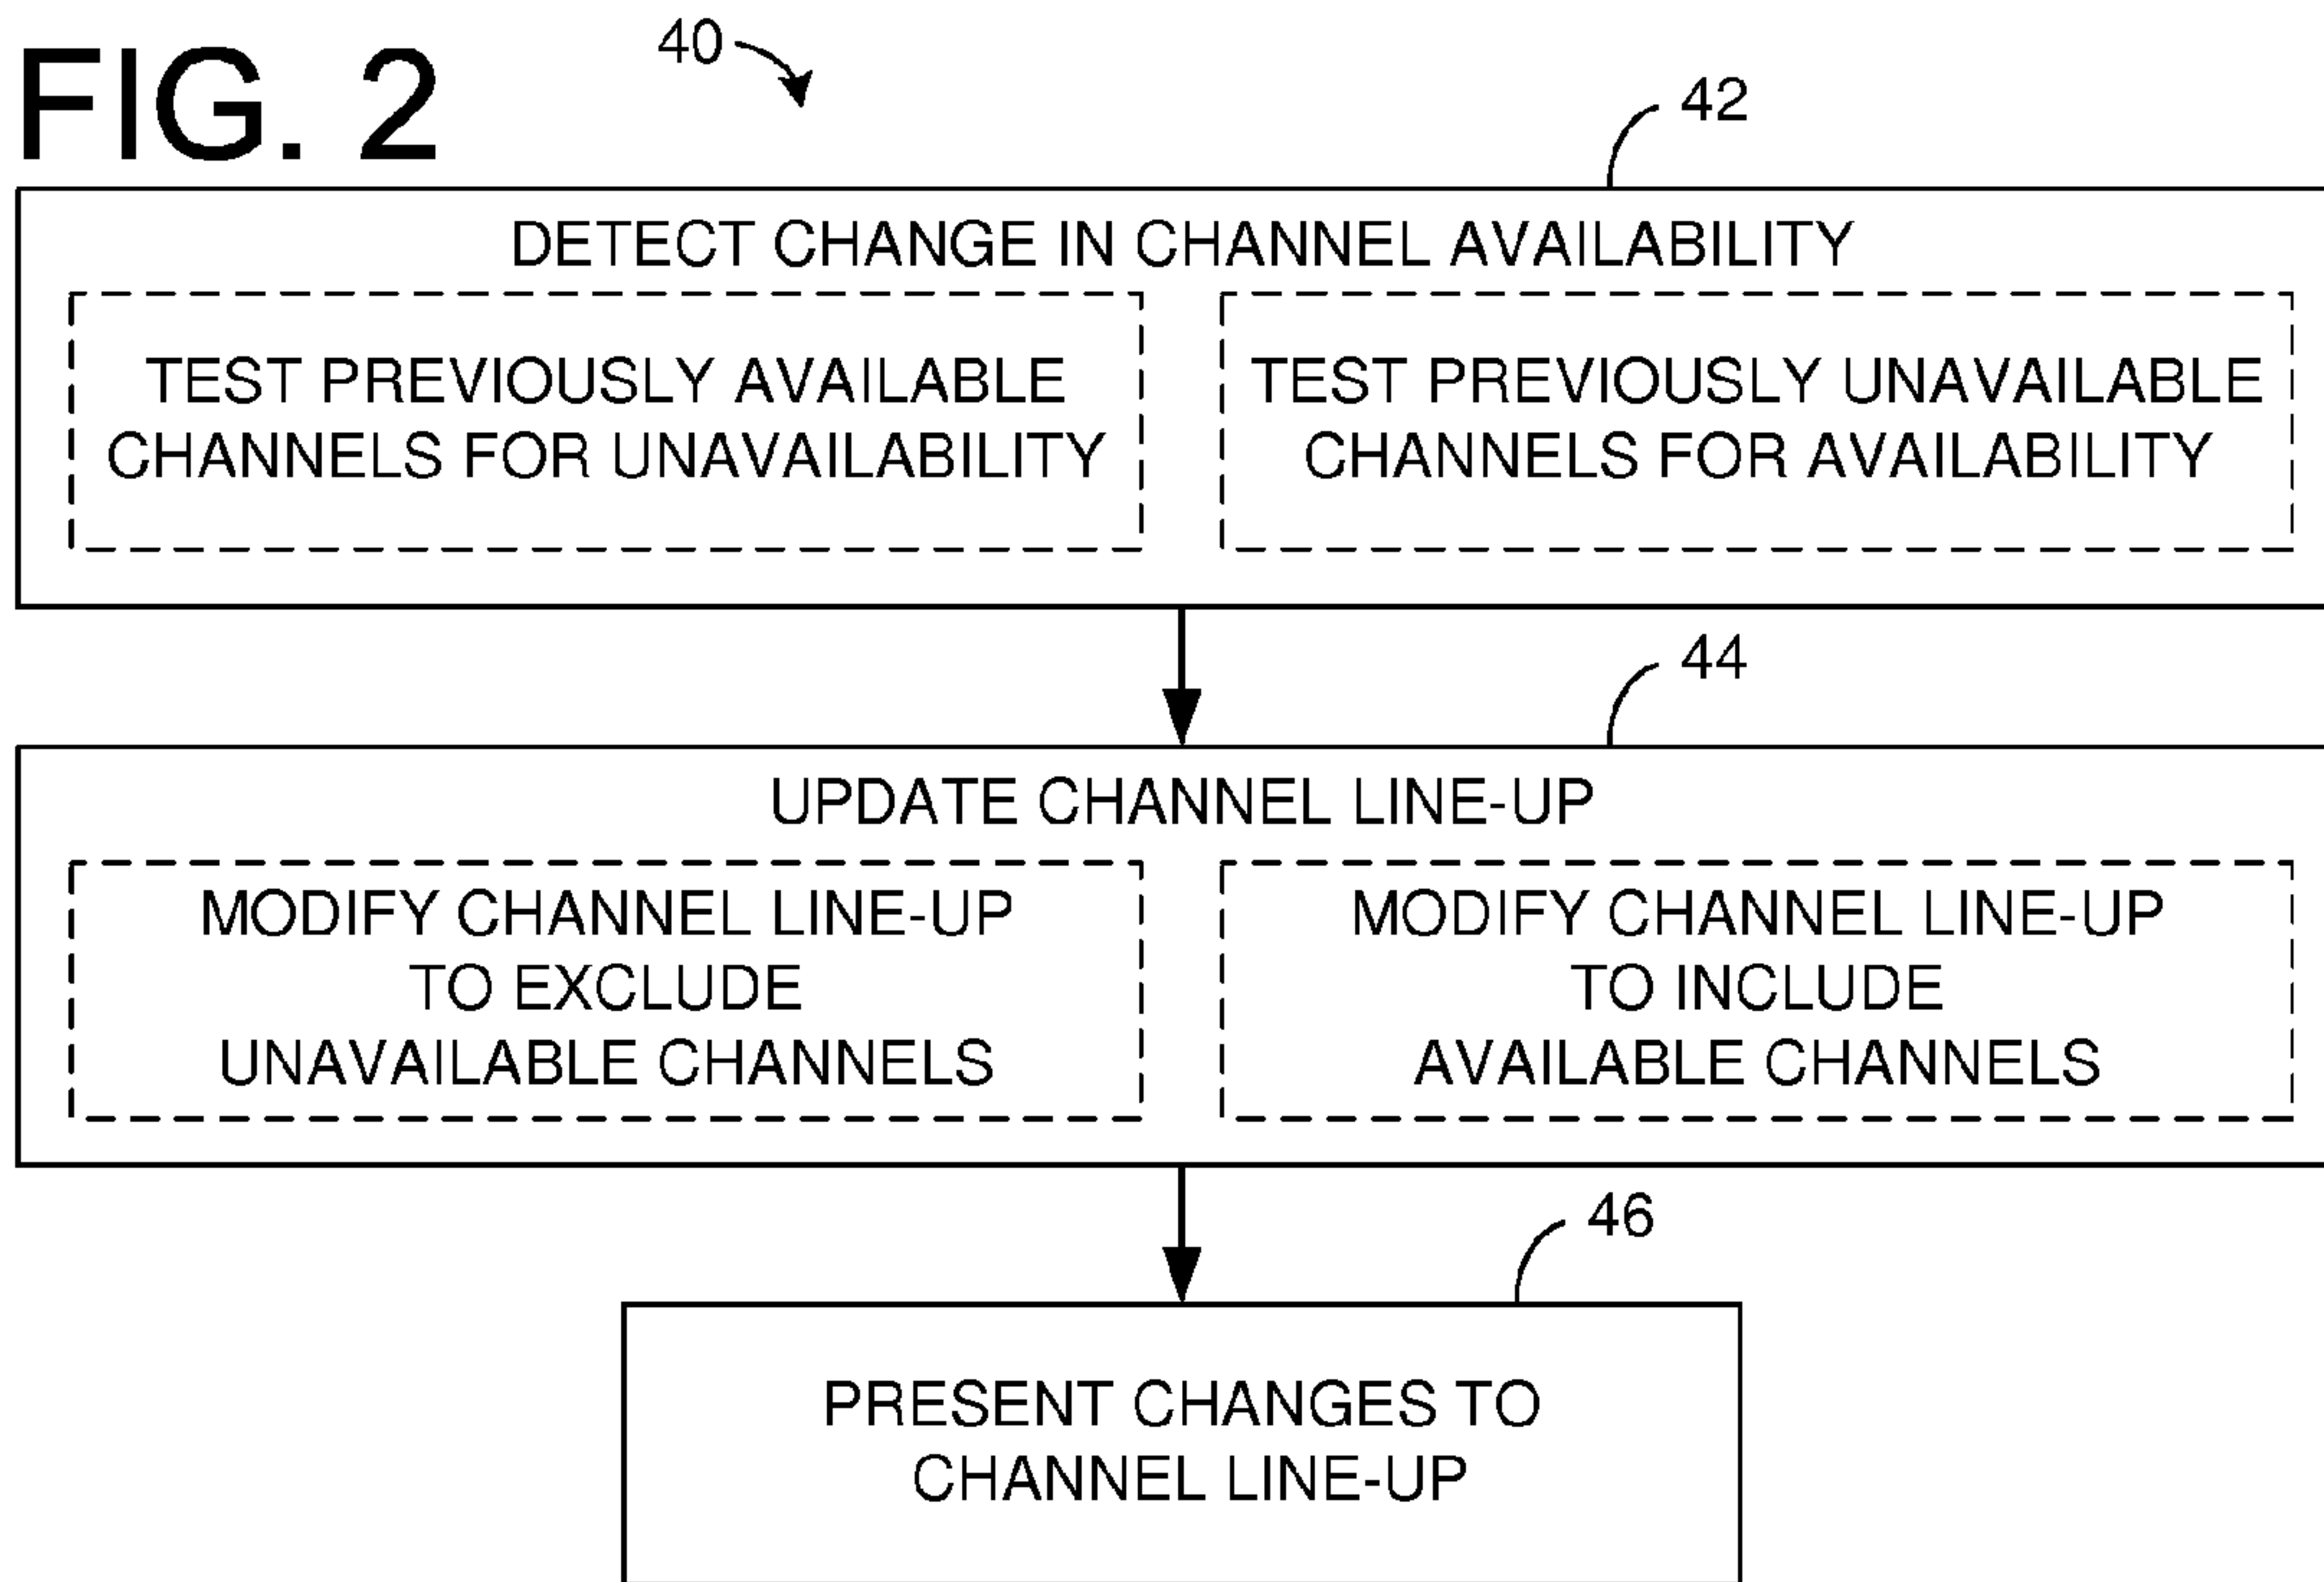 FIG. 2
40
42
DETECT CHANGE IN CHANNEL AVAILABILITY
TEST PREVIOUSLY AVAILABLE
CHANNELS FOR UNAVAILABILITY
TEST PREVIOUSLY UNAVAILABLE
CHANNELS FOR AVAILABILITY
44
UPDATE CHANNEL LINE-UP
MODIFY CHANNEL LINE-UP
TO EXCLUDE
UNAVAILABLE CHANNELS
MODIFY CHANNEL LINE-UP
TO INCLUDE
AVAILABLE CHANNELS
46
PRESENT CHANGES TO
CHANNEL LINE-UP